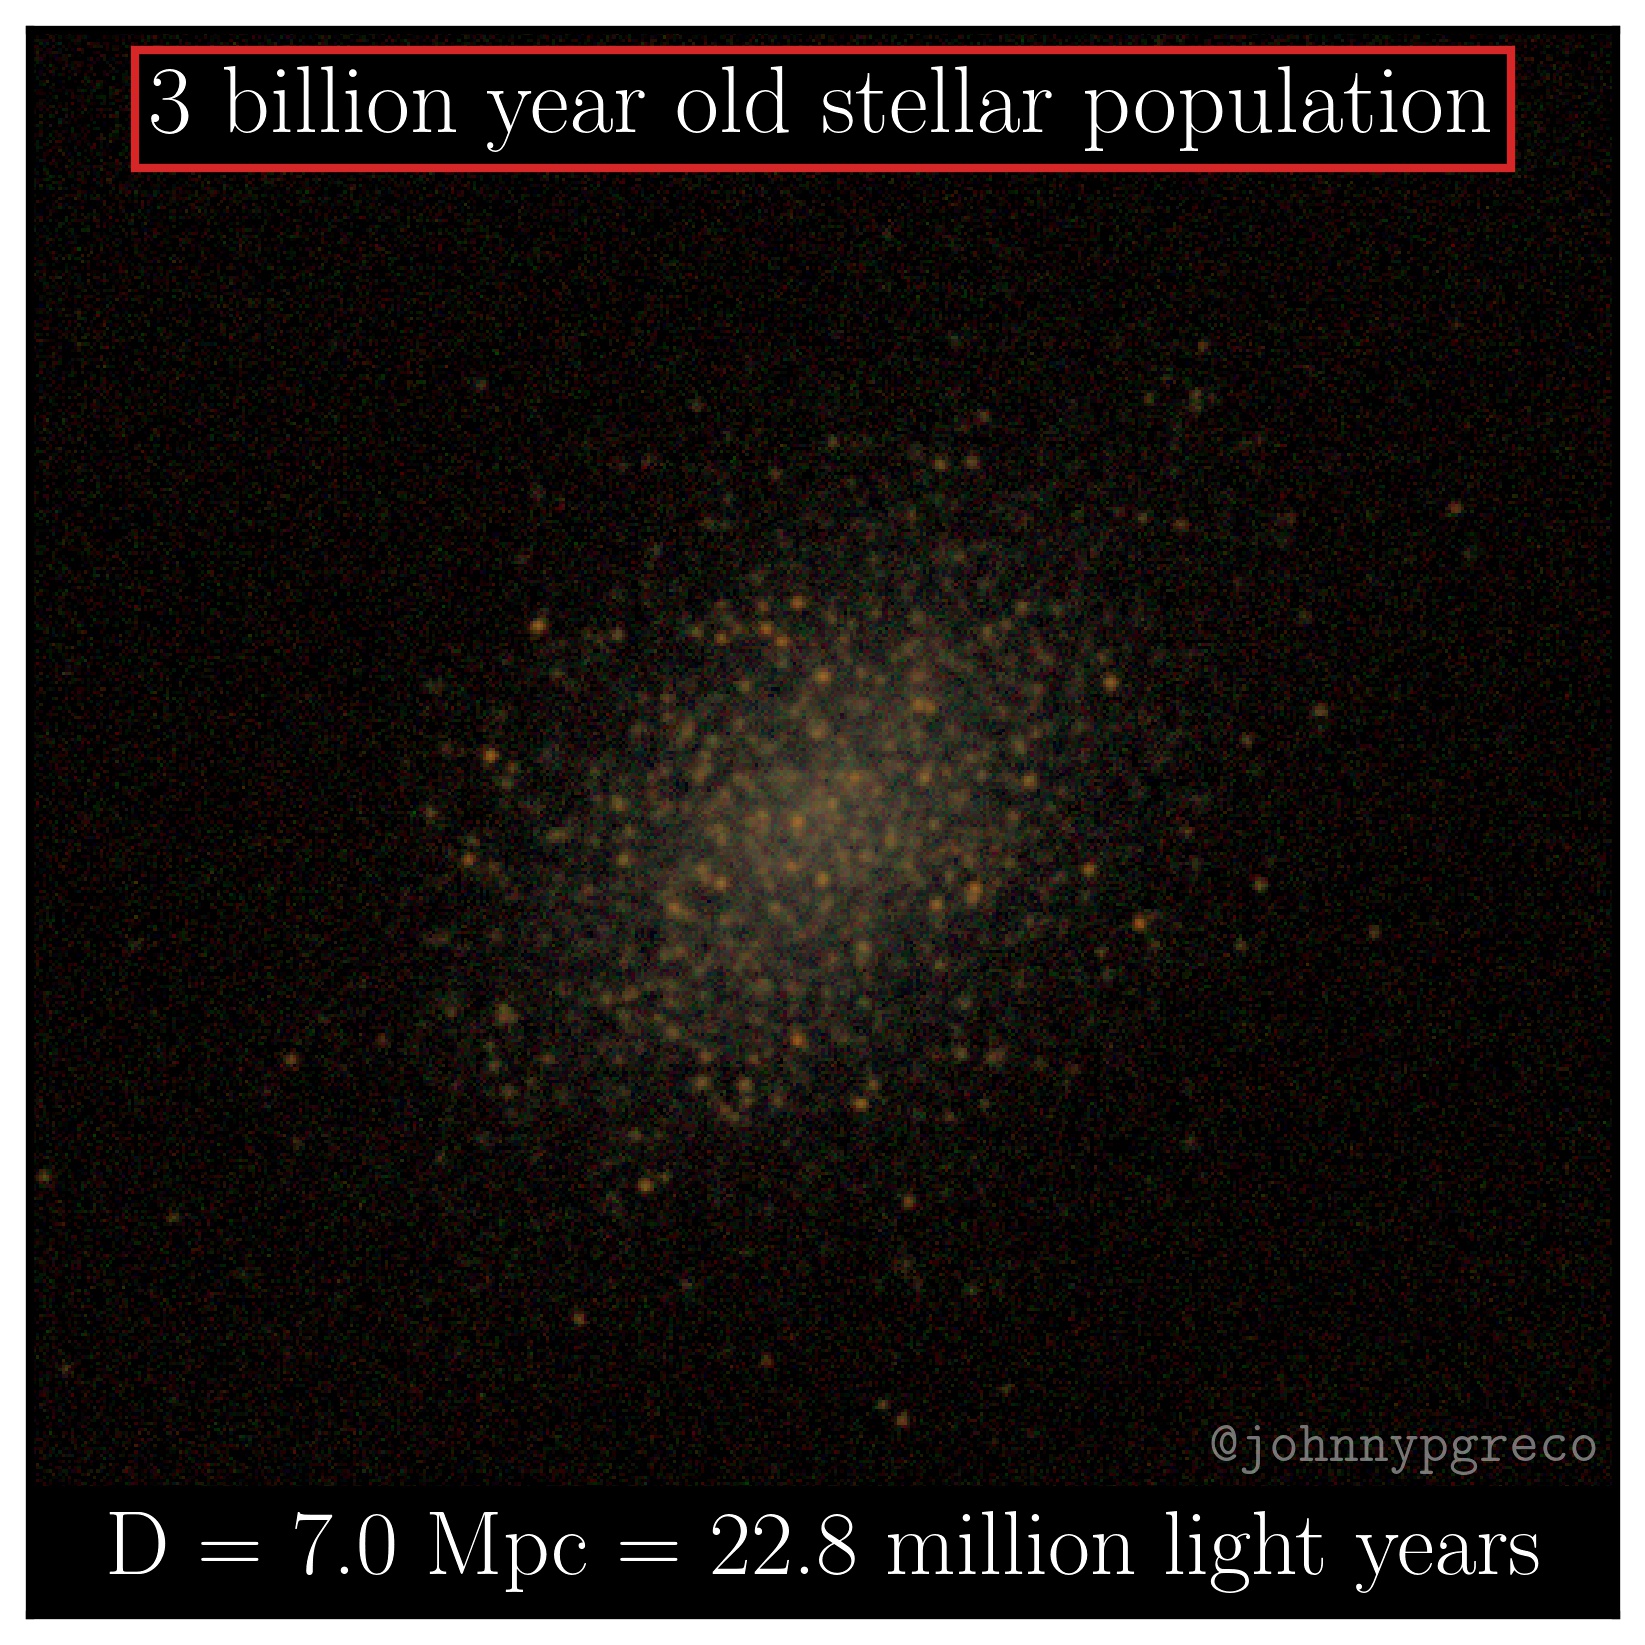 3 billion year old stellar population
@johnnypgreco
D = 7.0 Mpc = 22.8 million light years